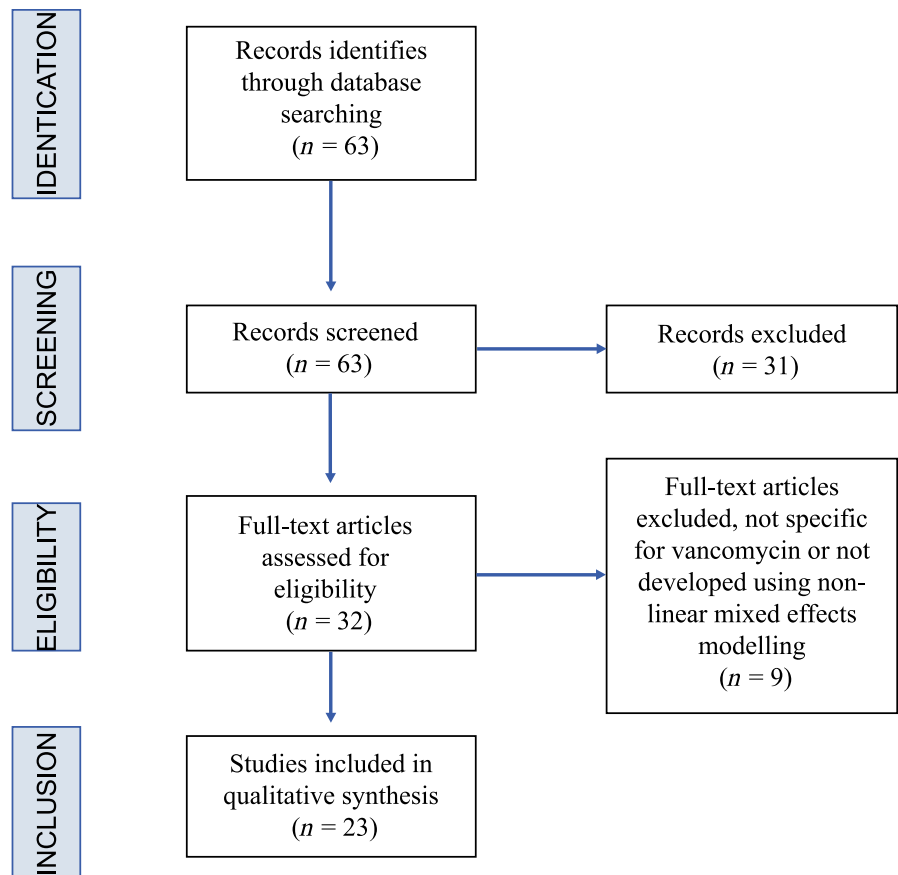 IDENTICATION
Records identifies
through database
searching
(n = 63)
SCREENING
Records screened
(n = 63)
Records excluded
(n = 31)
ELIGIBILITY
Full-text articles
assessed for
eligibility
(n = 32)
Full-text articles
excluded, not specific
for vancomycin or not
developed using non-
linear mixed effects
modelling
(n = 9)
INCLUSION
Studies included in
qualitative synthesis
(n = 23)